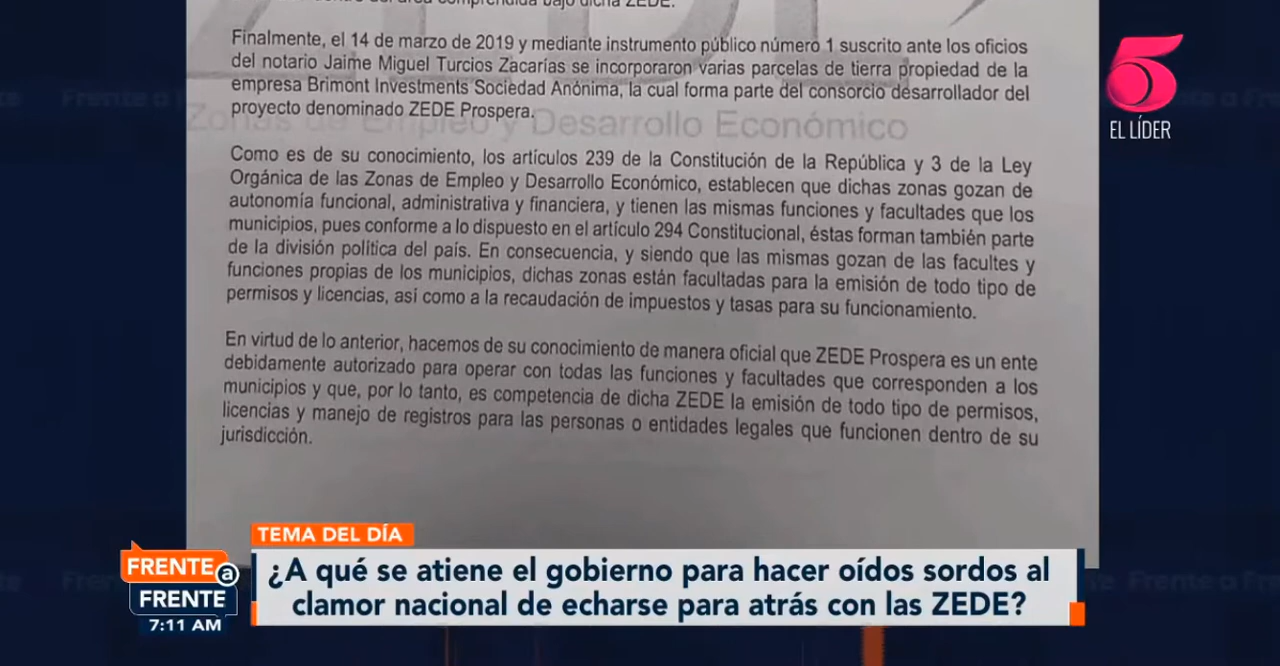 dicha ZEDE.
Finalmente, el 14 de marzo de 2019 y mediante instrumento público número 1 suscrito ante los oficios
del notario Jaime Miguel Turcios Zacarías se incorporaron varias parcelas de tierra propiedad de la
empresa Brimont Investments Sociedad Anónima, la cual forma parte del consorcio desarrollador del
proyecto denominado ZEDE Prospera.
Zonas de Empleo y Desarrollo Económico
Como es de su conocimiento, los artículos 239 de la Constitución de la República y 3 de la Ley
Orgánica de las Zonas de Empleo y Desarrollo Económico, establecen que dichas zonas gozan de
autonomía funcional, administrativa y financiera, y tienen las mismas funciones y facultades que los
municipios, pues conforme a lo dispuesto en el artículo 294 Constitucional, éstas forman también parte
de la división política del país. En consecuencia, y siendo que las mismas gozan de las facultes y
funciones propias de los municipios, dichas zonas están facultadas para la emisión de todo tipo de
permisos y licencias, así como a la recaudación de impuestos y tasas para su funcionamiento.
En virtud de lo anterior, hacemos de su conocimiento de manera oficial que ZEDE Prospera es un ente
debidamente autorizado para operar con todas las funciones y facultades que corresponden a los
municipios y que, por lo tanto, es competencia de dicha ZEDE la emisión de todo tipo de permisos,
licencias y manejo de registros para las personas o entidades legales que funcionen dentro de su
jurisdicción.
5
EL LÍDER
TEMA DEL DÍA
FRENTE a
FRENTE
7:11 AM
¿A qué se atiene el gobierno para hacer oídos sordos al
clamor nacional de echarse para atrás con las ZEDE?